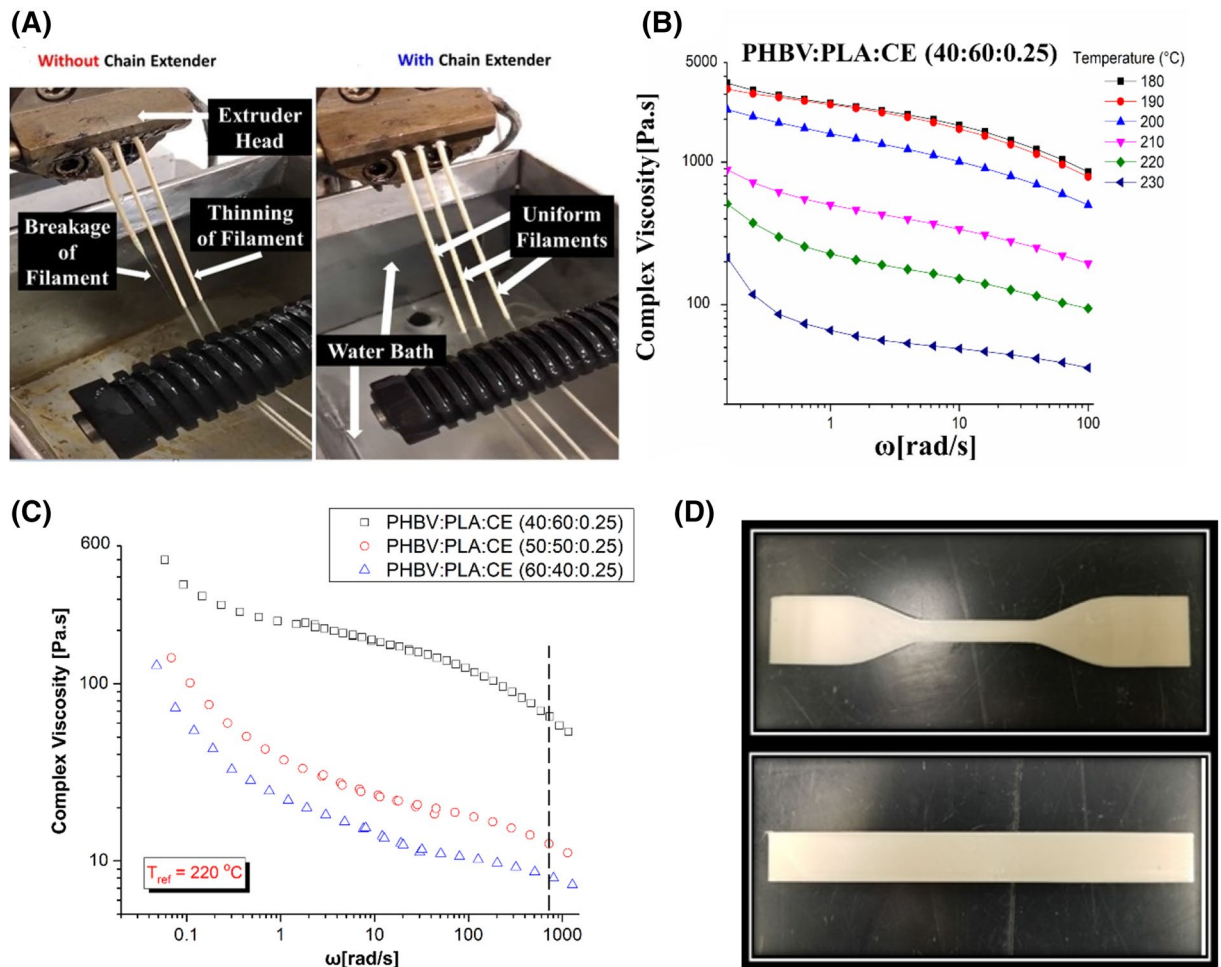 (A)
Without Chain Extender
With Chain Extender
Extruder
Head
Breakage
of
Filament
Thinning
of Filament
Uniform
Filaments
Water Bath
(B)
PHBV:PLA:CE (40:60:0.25)
Temperature (°C)
180
190
200
210
220
230
5000
1000
100
Complex Viscosity[Pa.s]
1
10
100
ω[rad/s]
(C)
PHBV:PLA:CE (40:60:0.25)
PHBV:PLA:CE (50:50:0.25)
PHBV:PLA:CE (60:40:0.25)
600
100
10
Complex Viscosity [Pa.s]
Tref = 220 °C
0.1
1
10
100
1000
ω[rad/s]
(D)